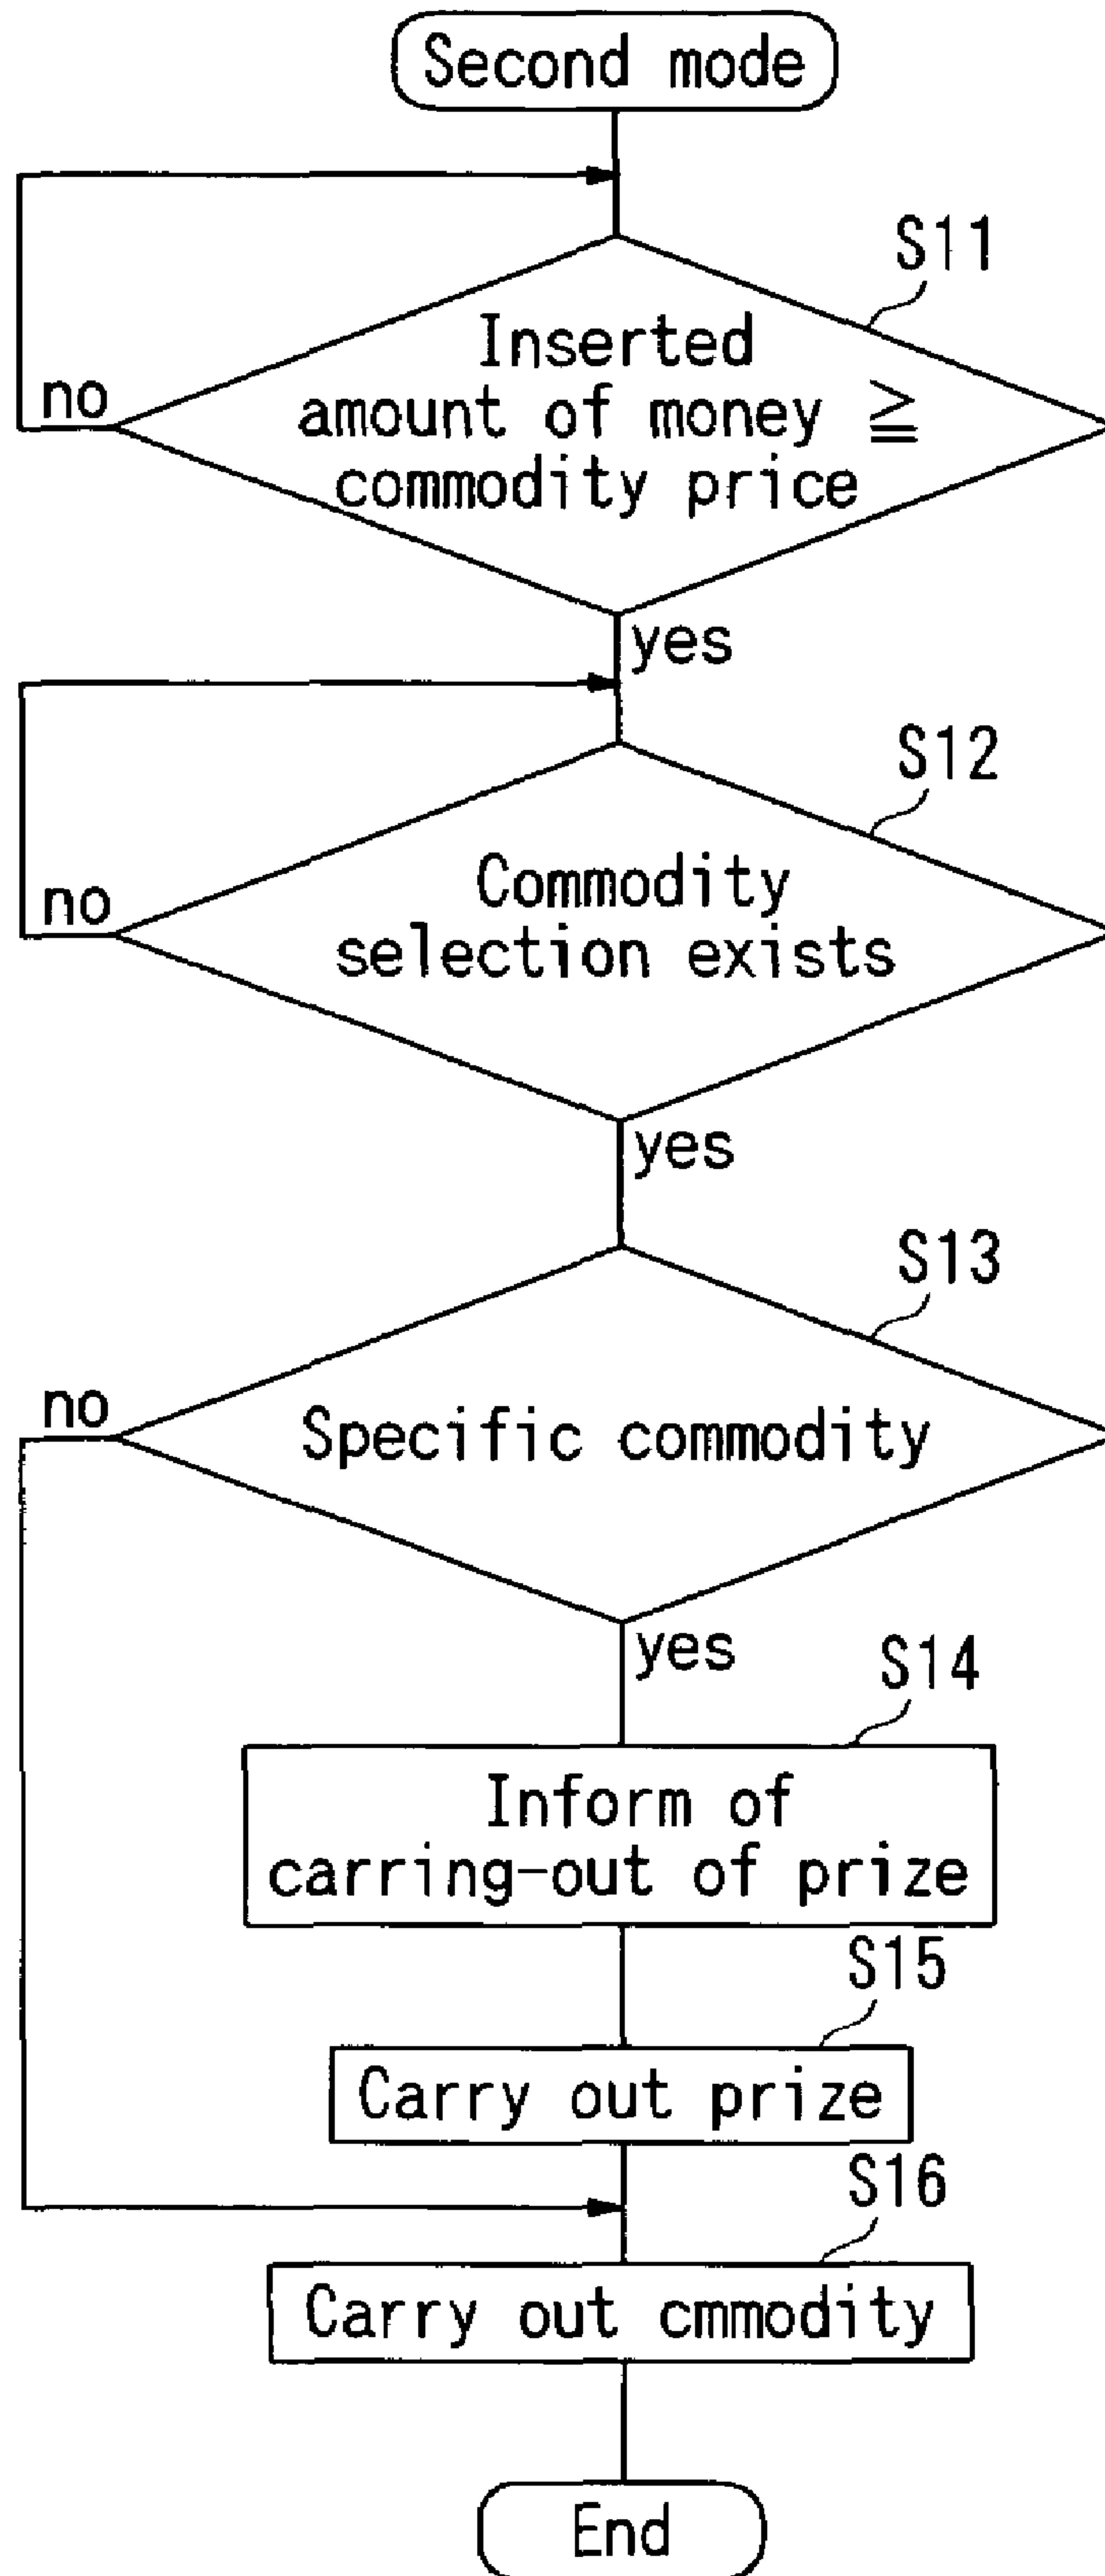 Second mode
S11
Inserted
amount of money ≧
commodity price
no
yes
S12
Commodity
selection exists
no
yes
S13
Specific commodity
no
yes
S14
Inform of
carring-out of prize
S15
Carry out prize
S16
Carry out cmmodity
End